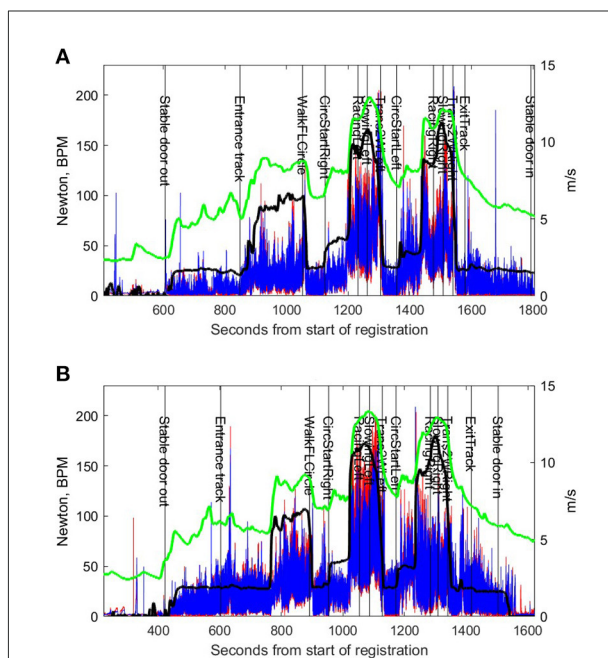 A
Newton, BPM
200
150
100
50
0
15
10
5
0
m/s
Stable door out
Entrance track
WalkFLCircle
CircStartRight
CircStartLeft
ExitTrack
Stable door in
600
800
1000
1200
1400
1600
1800
Seconds from start of registration
B
Newton, BPM
200
150
100
50
0
15
10
5
0
m/s
Stable door out
Entrance track
WalkFLCircle
CircStartRight
RacingLeft
SlowingLeft
CircStartLeft
ExitTrack
Stable door in
200
400
600
800
1000
1200
1400
1600
Seconds from start of registration